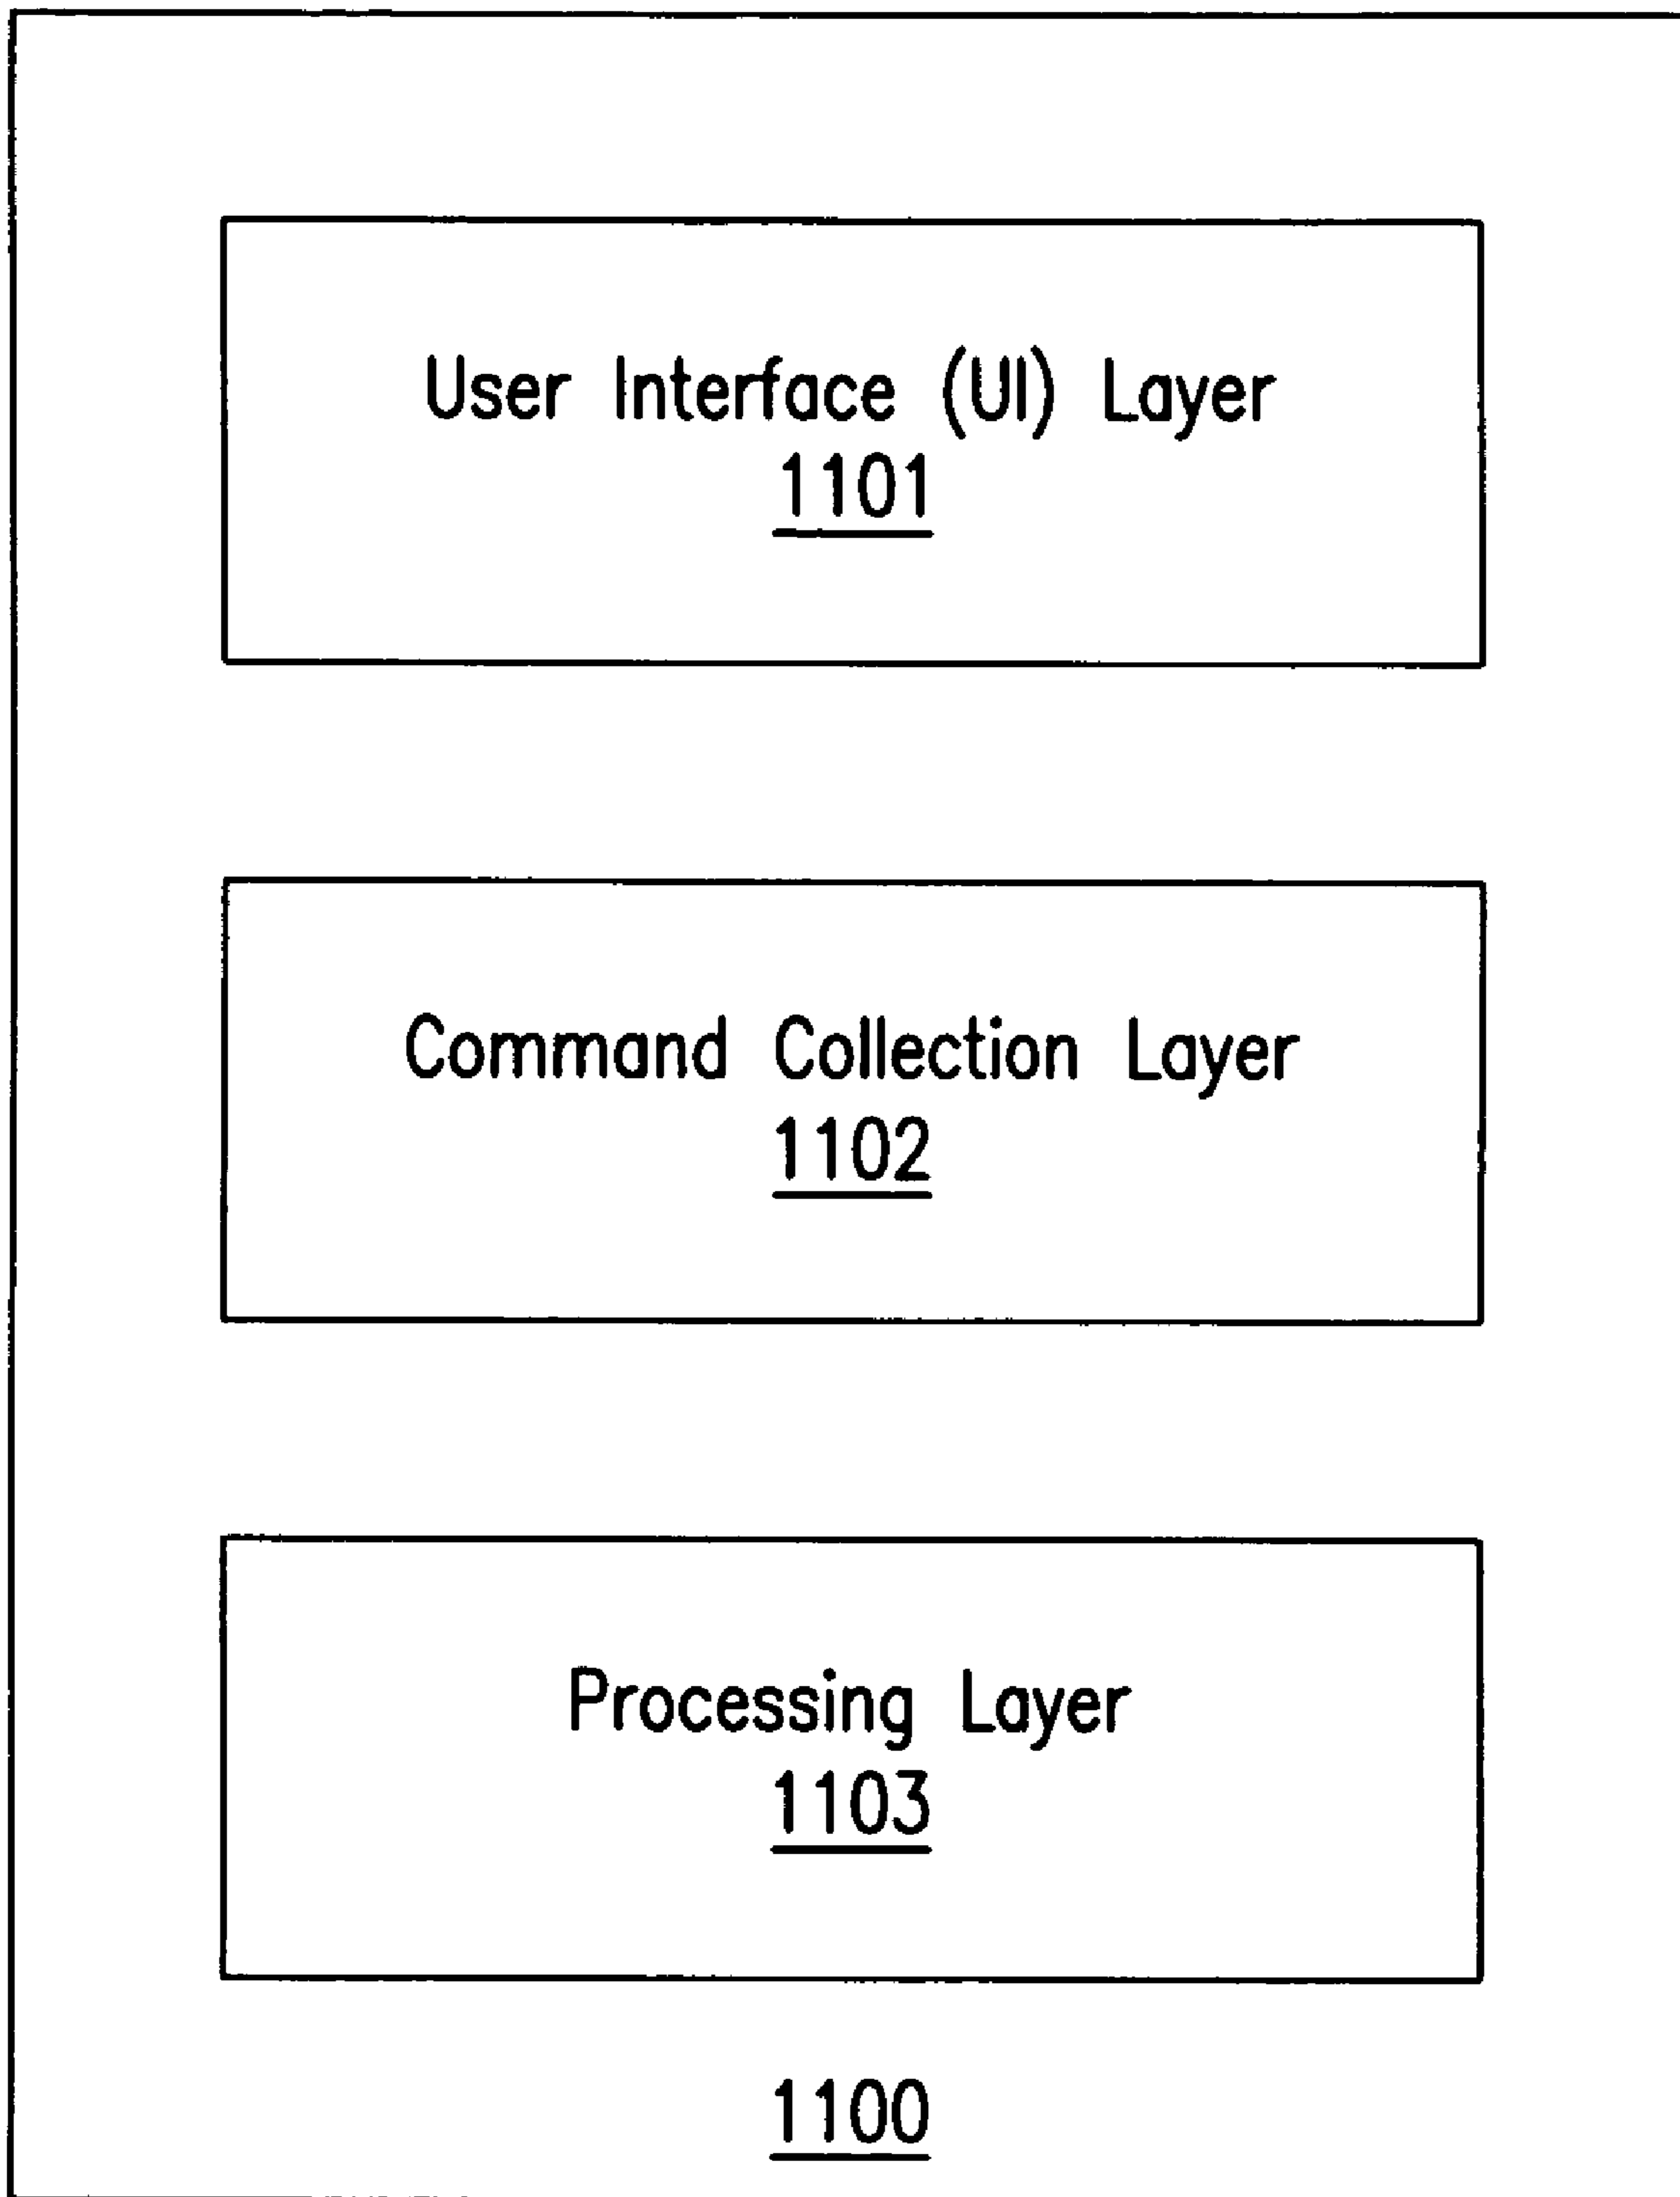 User Interface (UI) Layer
1101
Command Collection Layer
1102
Processing Layer
1103
1100